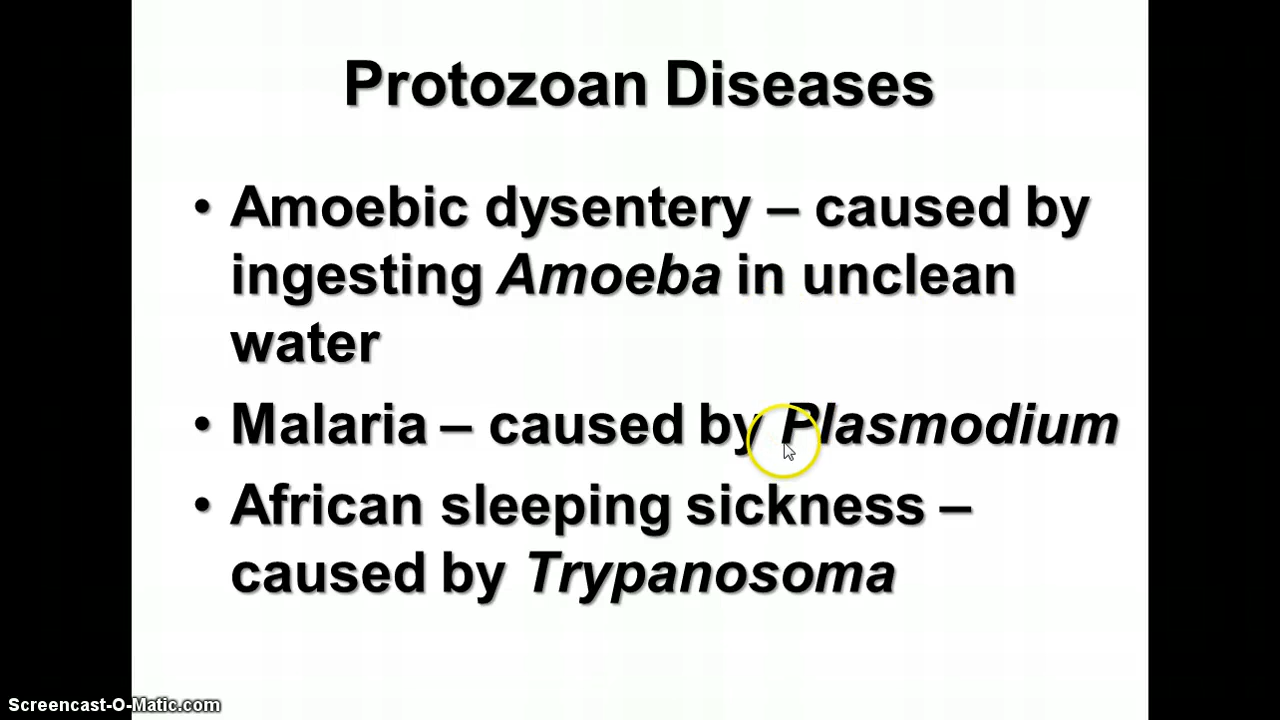 Protozoan Diseases
• Amoebic dysentery – caused by
ingesting Amoeba in unclean
water
• Malaria – caused by Plasmodium
• African sleeping sickness –
caused by Trypanosoma
Screencast-O-Matic.com